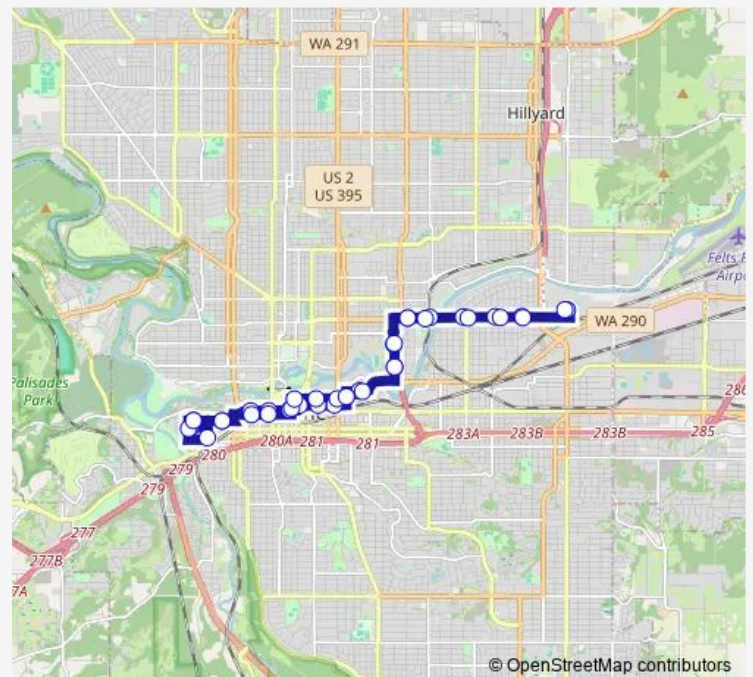 WA 291
Hillyard
US 2
US 395
Felts F
Airpo
WA 290
Palisades
Park
286
280A
281
281
283A
283B
283B
285
280
279
279
277
277B
7A
© OpenStreetMap contributors